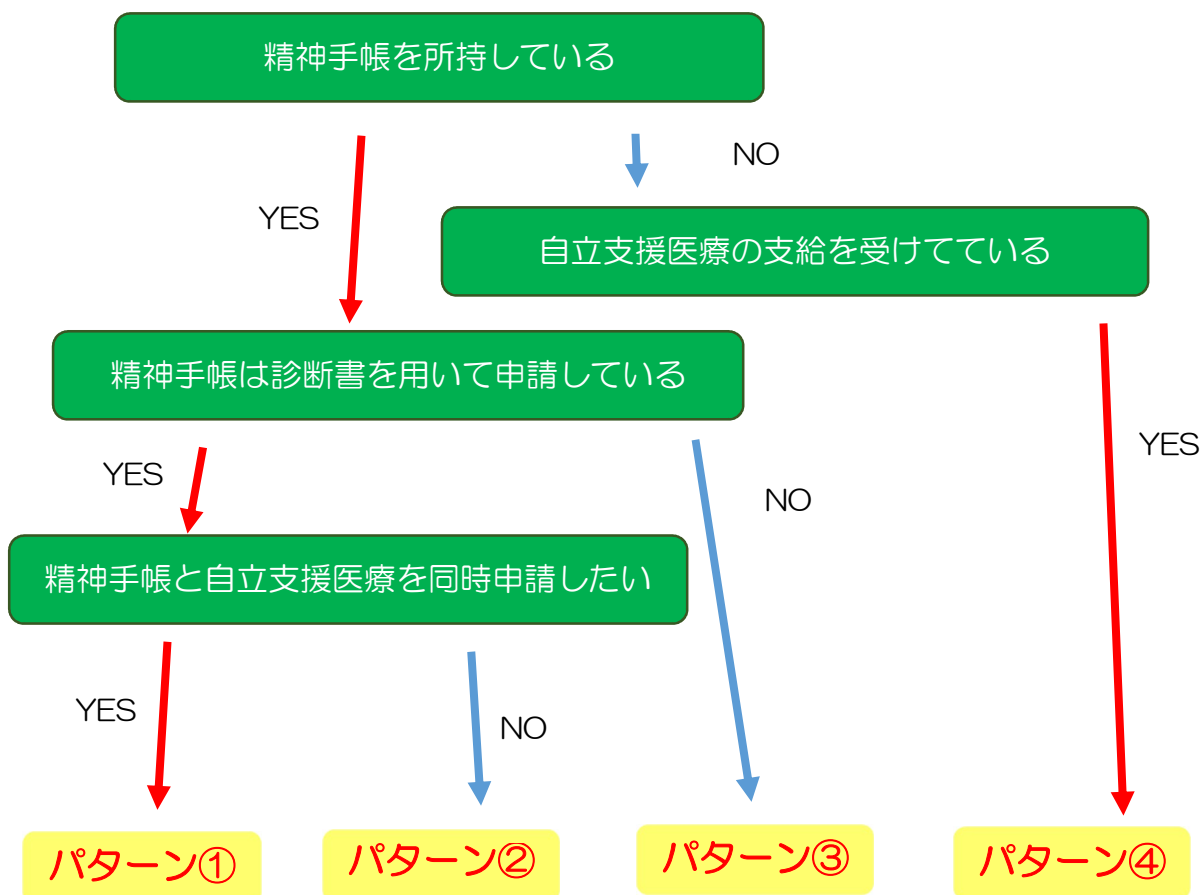 精神手帳を所持している
NO
YES
自立支援医療の支給を受けてている
精神手帳は診断書を用いて申請している
YES
YES
NO
精神手帳と自立支援医療を同時申請したい
YES
NO
パターン①
パターン②
パターン③
パターン④